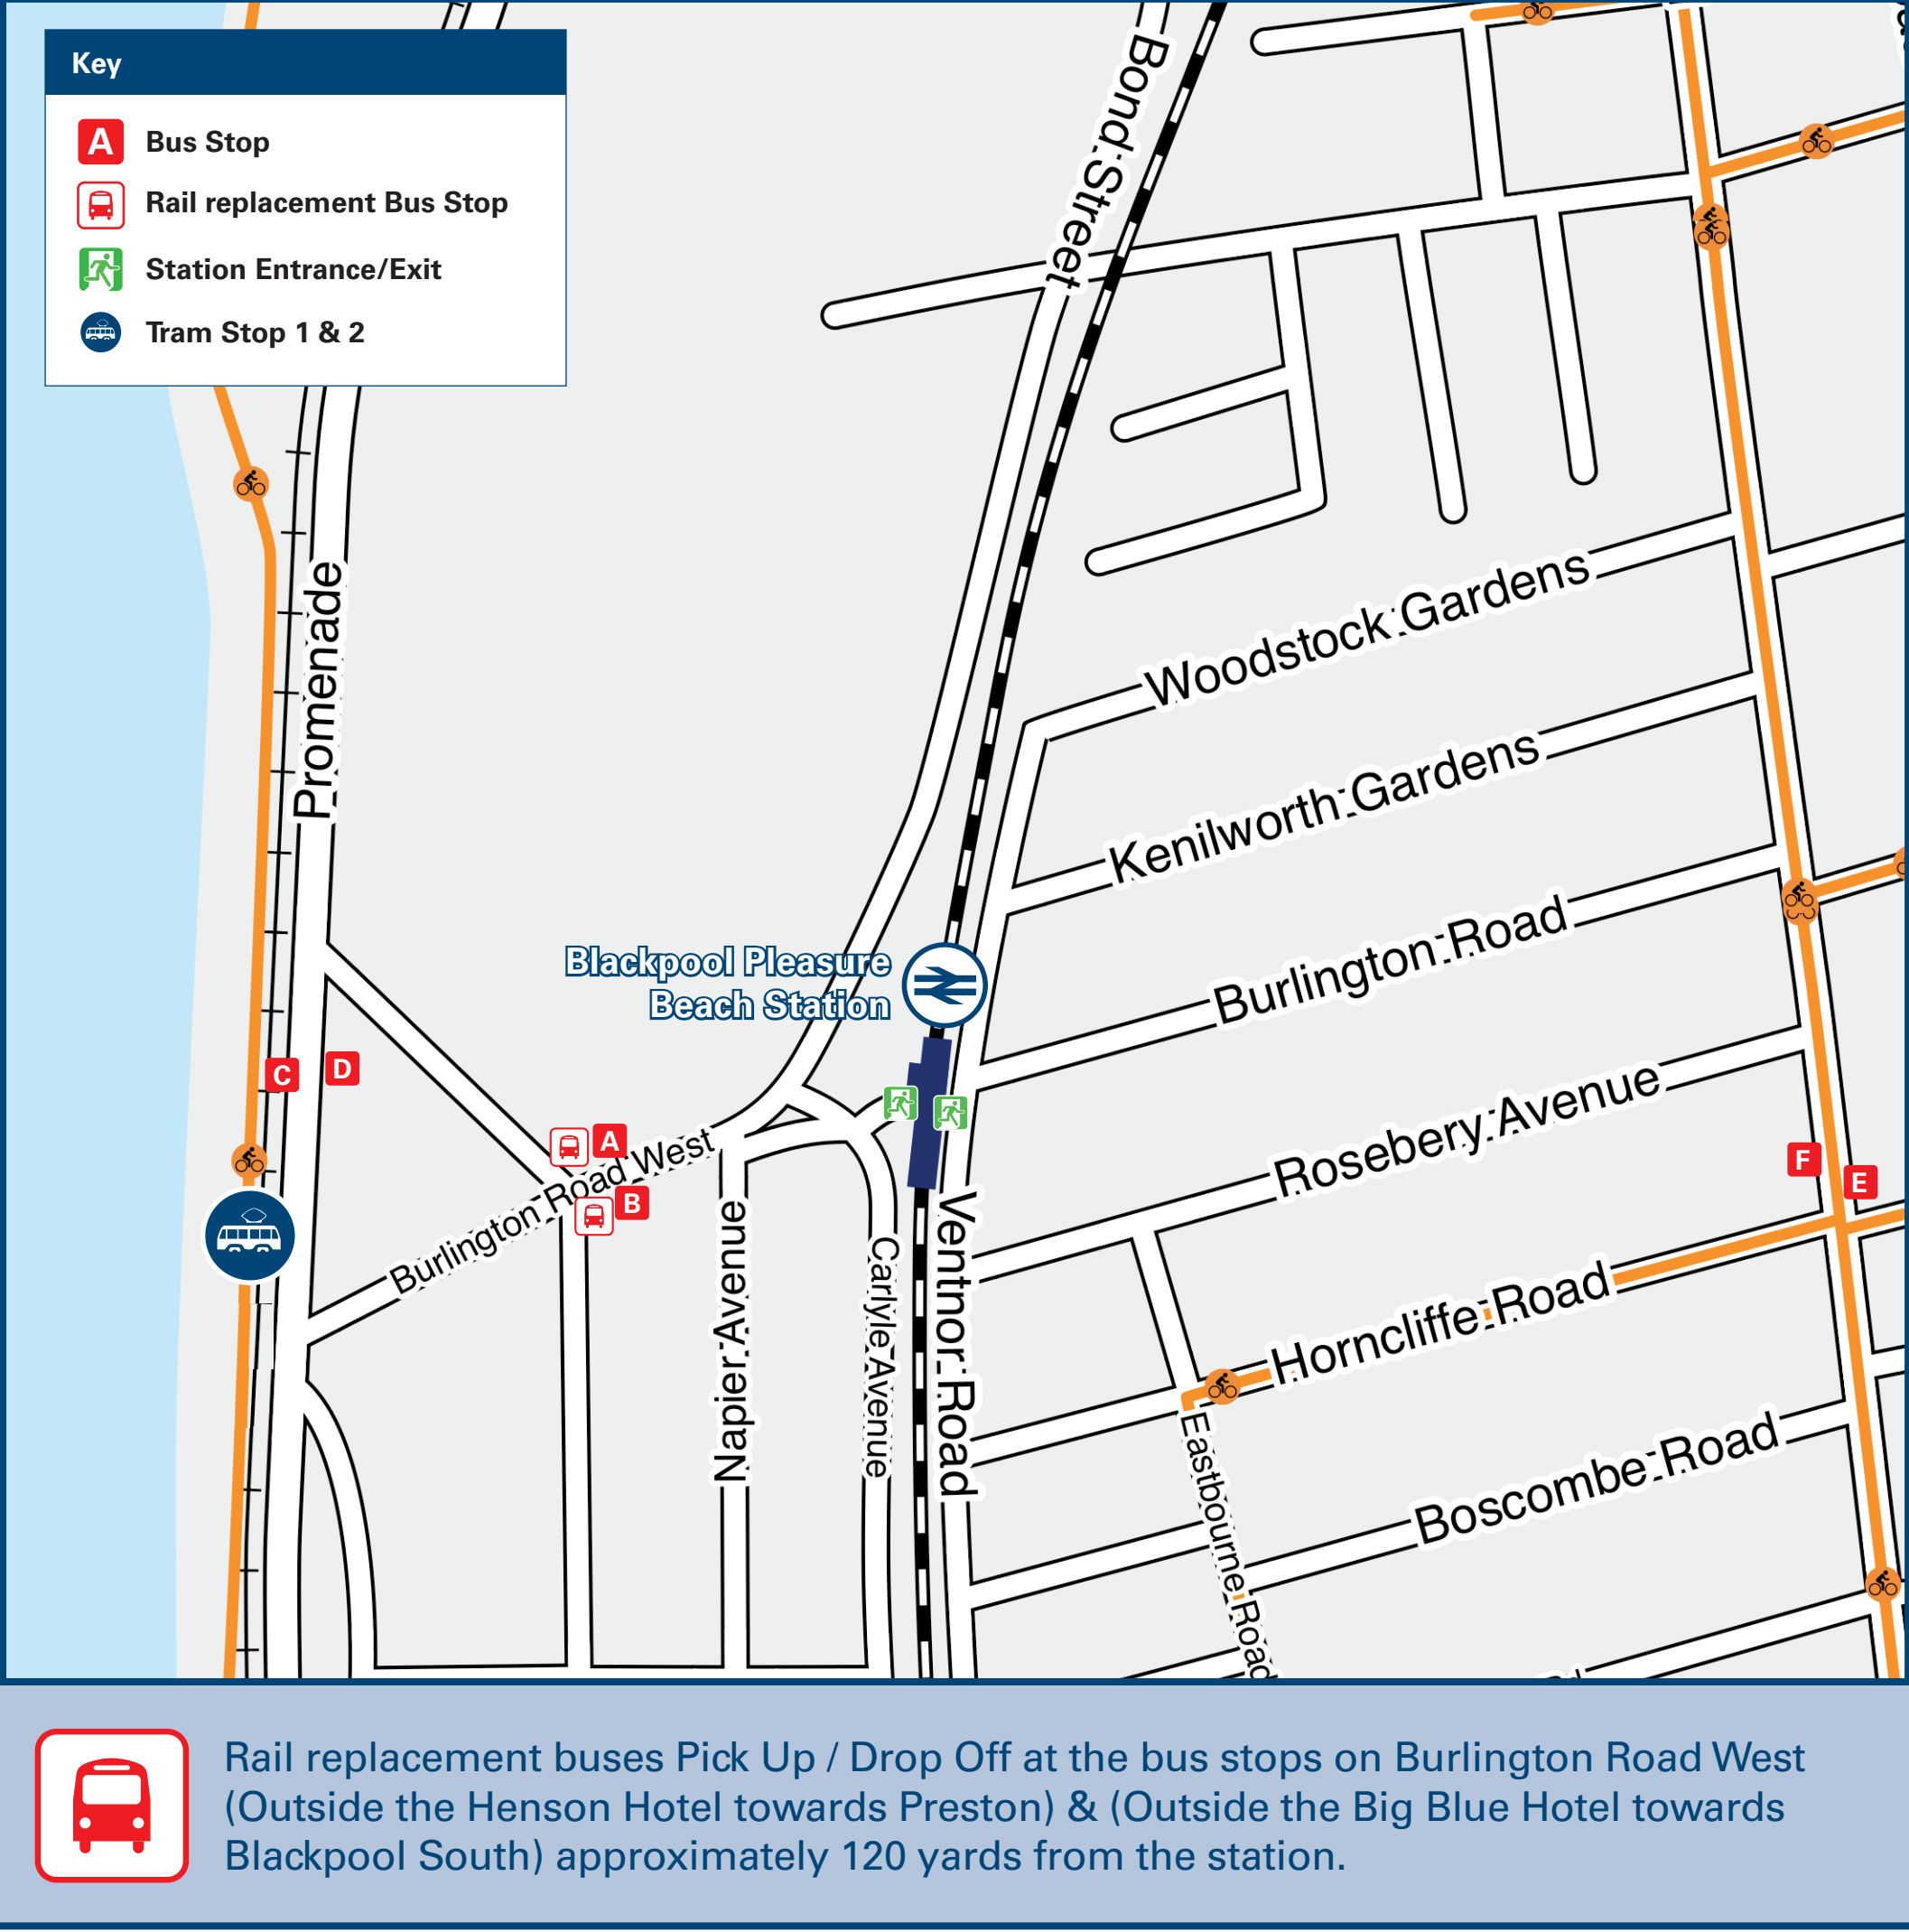 Key
A Bus Stop
Rail replacement Bus Stop
Station Entrance/Exit
Tram Stop 1 & 2
Bond Street
Promenade
Woodstock Gardens
Kenilworth Gardens
Burlington Road
Blackpool Pleasure
Beach Station
C
D
A
B
Burlington Road West
Rosebery Avenue
F
E
Napier Avenue
Carlyle Avenue
Ventnor Road
Horncliffe Road
Eastbourne Road
Boscombe Road
Rail replacement buses Pick Up / Drop Off at the bus stops on Burlington Road West
(Outside the Henson Hotel towards Preston) & (Outside the Big Blue Hotel towards
Blackpool South) approximately 120 yards from the station.